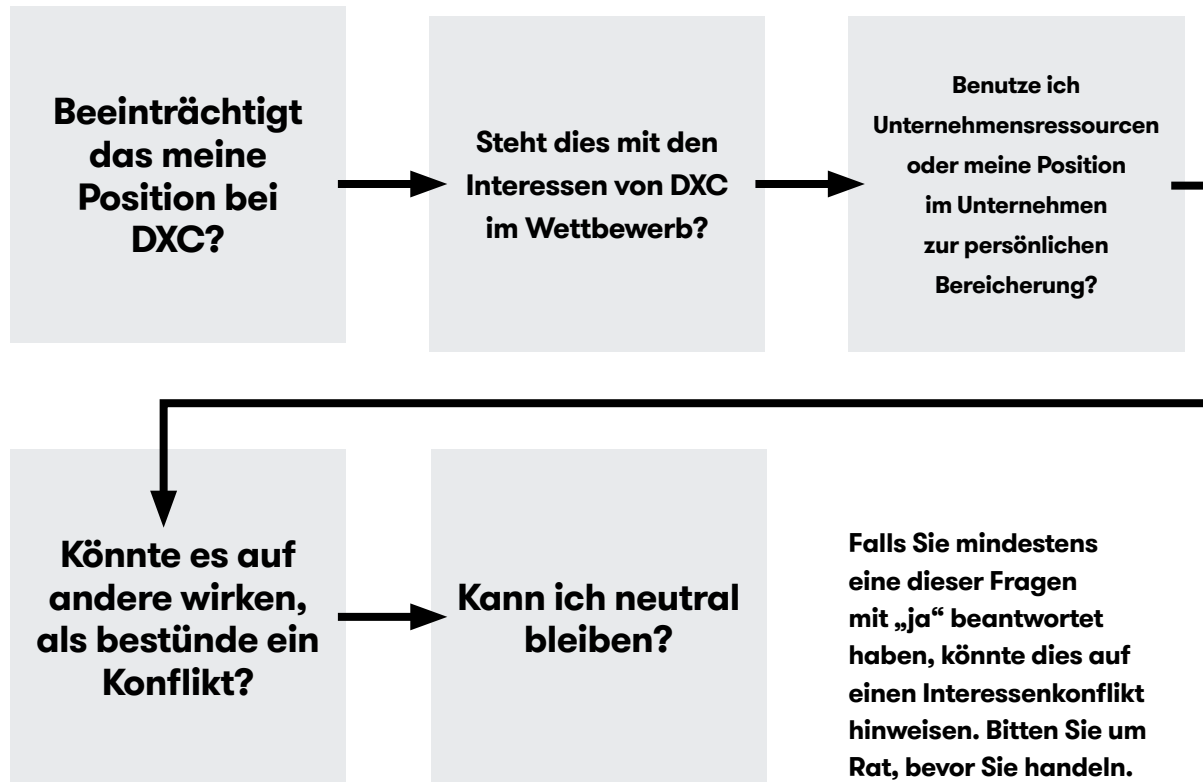 Beeinträchtigt
das meine
Position bei
DXC?
Steht dies mit den
Interessen von DXC
im Wettbewerb?
Benutze ich
Unternehmensressourcen
oder meine Position
im Unternehmen
zur persönlichen
Bereicherung?
Könnte es auf
andere wirken,
als bestünde ein
Konflikt?
Kann ich neutral
bleiben?
Falls Sie mindestens
eine dieser Fragen
mit „ja“ beantwortet
haben, könnte dies auf
einen Interessenkonflikt
hinweisen. Bitten Sie um
Rat, bevor Sie handeln.